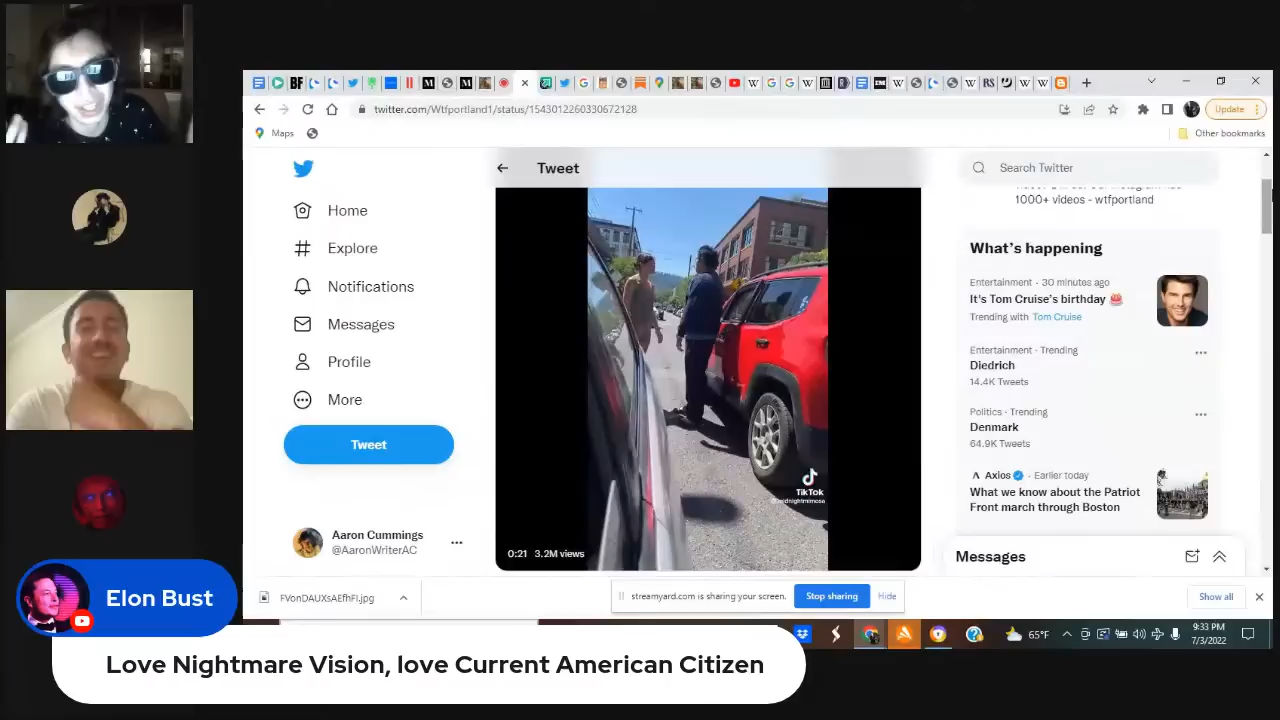 BF
M
M
G
W
G
G
W
EM
W
W
RS
W
W
twitter.com/Wtfportland1/status/1543012260330672128
Update
Maps
Other bookmarks
Tweet
Search Twitter
1000+ videos - wtfportland
Home
Explore
Notifications
Messages
Profile
More
Tweet
Aaron Cummings
@AaronWriterAC
TikTok
0:21 3.2M views
What's happening
Entertainment · 30 minutes ago
It's Tom Cruise's birthday
Trending with Tom Cruise
Entertainment · Trending
Diedrich
14.4K Tweets
Politics · Trending
Denmark
64.9K Tweets
Axios · Earlier today
What we know about the Patriot
Front march through Boston
Messages
FVonDAUXsAEfhFI.jpg
streamyard.com is sharing your screen.
Stop sharing
Hide
Show all
65°F
9:33 PM
7/3/2022
Elon Bust
Love Nightmare Vision, love Current American Citizen